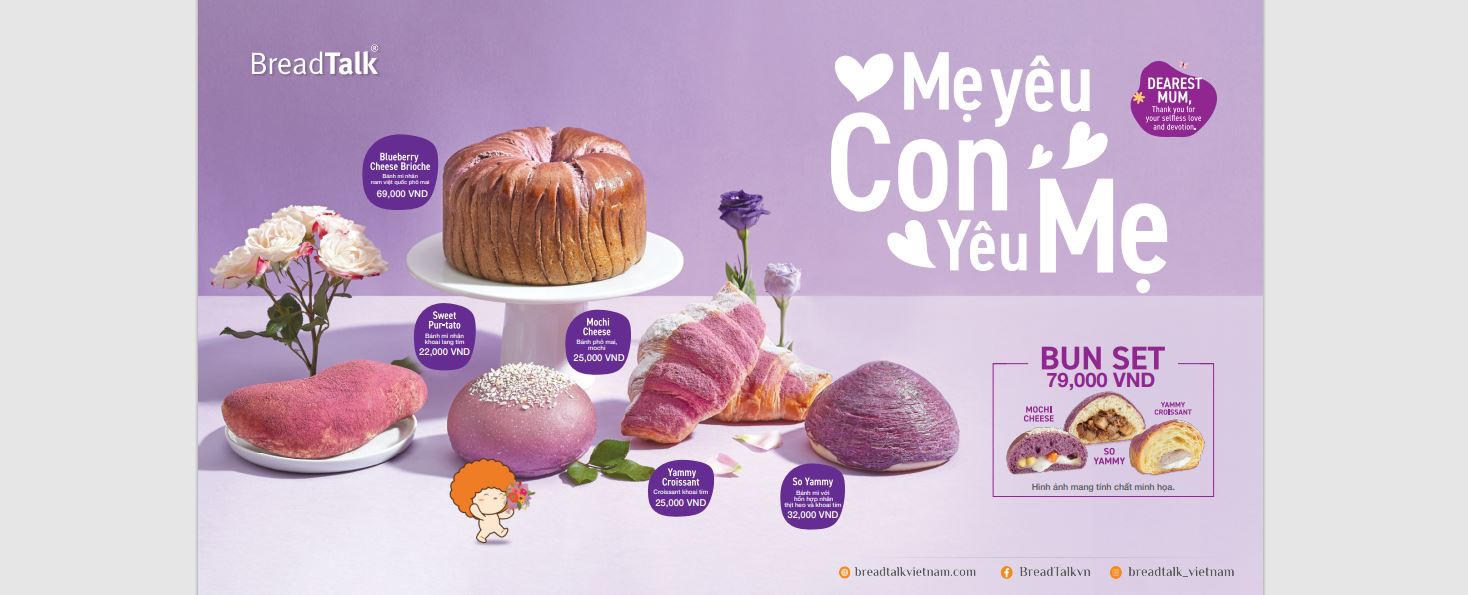 BreadTalk®
Mẹ yêu
Con
Yêu Mẹ
DEAREST
MUM,
Thank you for
your selfless love
and devotion.
Blueberry
Cheese Brioche
Bánh mì nhân
nam việt quốc phô mai
69,000 VND
Sweet
Pur-tato
Bánh mì nhân
khoai lang tím
22,000 VND
Mochi
Cheese
Bánh phô mai,
mochi
25,000 VND
Yammy
Croissant
Croissant khoai tím
25,000 VND
So Yammy
Bánh mì với
hỗn hợp nhân
thịt heo và khoai tím
32,000 VND
BUN SET
79,000 VND
MOCHI
CHEESE
YAMMY
CROISSANT
SO
YAMMY
Hình ảnh mang tính chất minh họa.
breadtalkvietnam.com
BreadTalkvn
breadtalk_vietnam